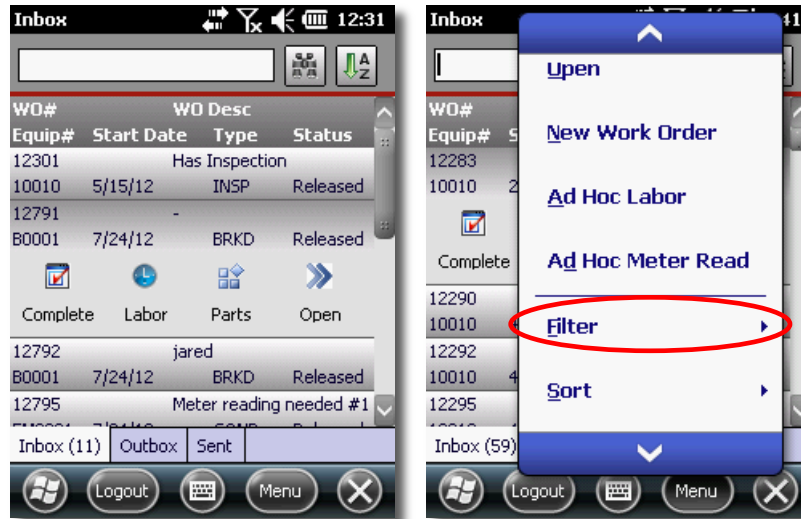 Inbox 12:31
A
Z
WO# WO Desc
Equip# Start Date Type Status
12301 Has Inspection
10010 5/15/12 INSP Released
12791 -
B0001 7/24/12 BRKD Released
Complete Labor Parts Open
12792 jared
B0001 7/24/12 BRKD Released
12795 Meter reading needed #1
Inbox (11) Outbox Sent
Logout Menu
Inbox
WO#
Equip# S
12283
10010 2
Complete
12290
10010
12292
10010 4
12295
Inbox (59)
Open
New Work Order
Ad Hoc Labor
Ad Hoc Meter Read
Filter
Sort
Logout Menu